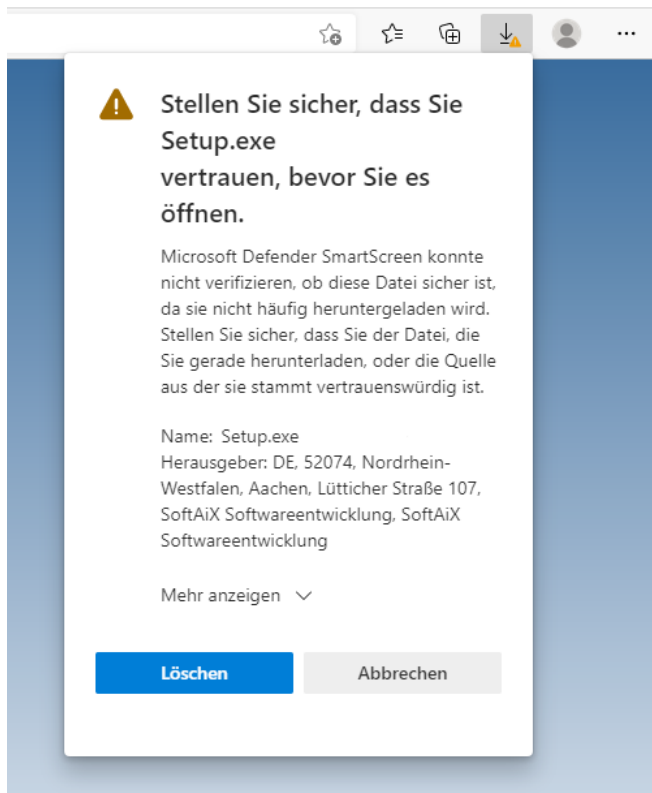 Stellen Sie sicher, dass Sie
Setup.exe
vertrauen, bevor Sie es
öffnen.
Microsoft Defender SmartScreen konnte
nicht verifizieren, ob diese Datei sicher ist,
da sie nicht häufig heruntergeladen wird.
Stellen Sie sicher, dass Sie der Datei, die
Sie gerade herunterladen, oder die Quelle
aus der sie stammt vertrauenswürdig ist.
Name: Setup.exe
Herausgeber: DE, 52074, Nordrhein-
Westfalen, Aachen, Lütticher Straße 107,
SoftAiX Softwareentwicklung, SoftAiX
Softwareentwicklung
Mehr anzeigen
Löschen
Abbrechen